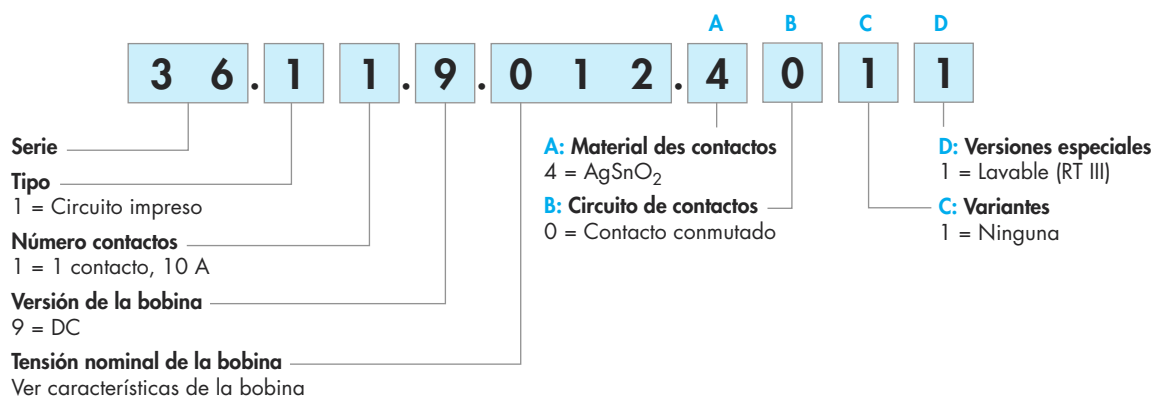 A B C D
3 6.1 1.9.0 1 2.4 0 1 1
Serie
Tipo
1 = Circuito impreso
Número contactos
1 = 1 contacto, 10 A
Versión de la bobina
9 = DC
Tensión nominal de la bobina
Ver características de la bobina
A: Material des contactos
4 = AgSnO2
B: Circuito de contactos
0 = Contacto conmutado
D: Versiones especiales
1 = Lavable (RT III)
C: Variantes
1 = Ninguna